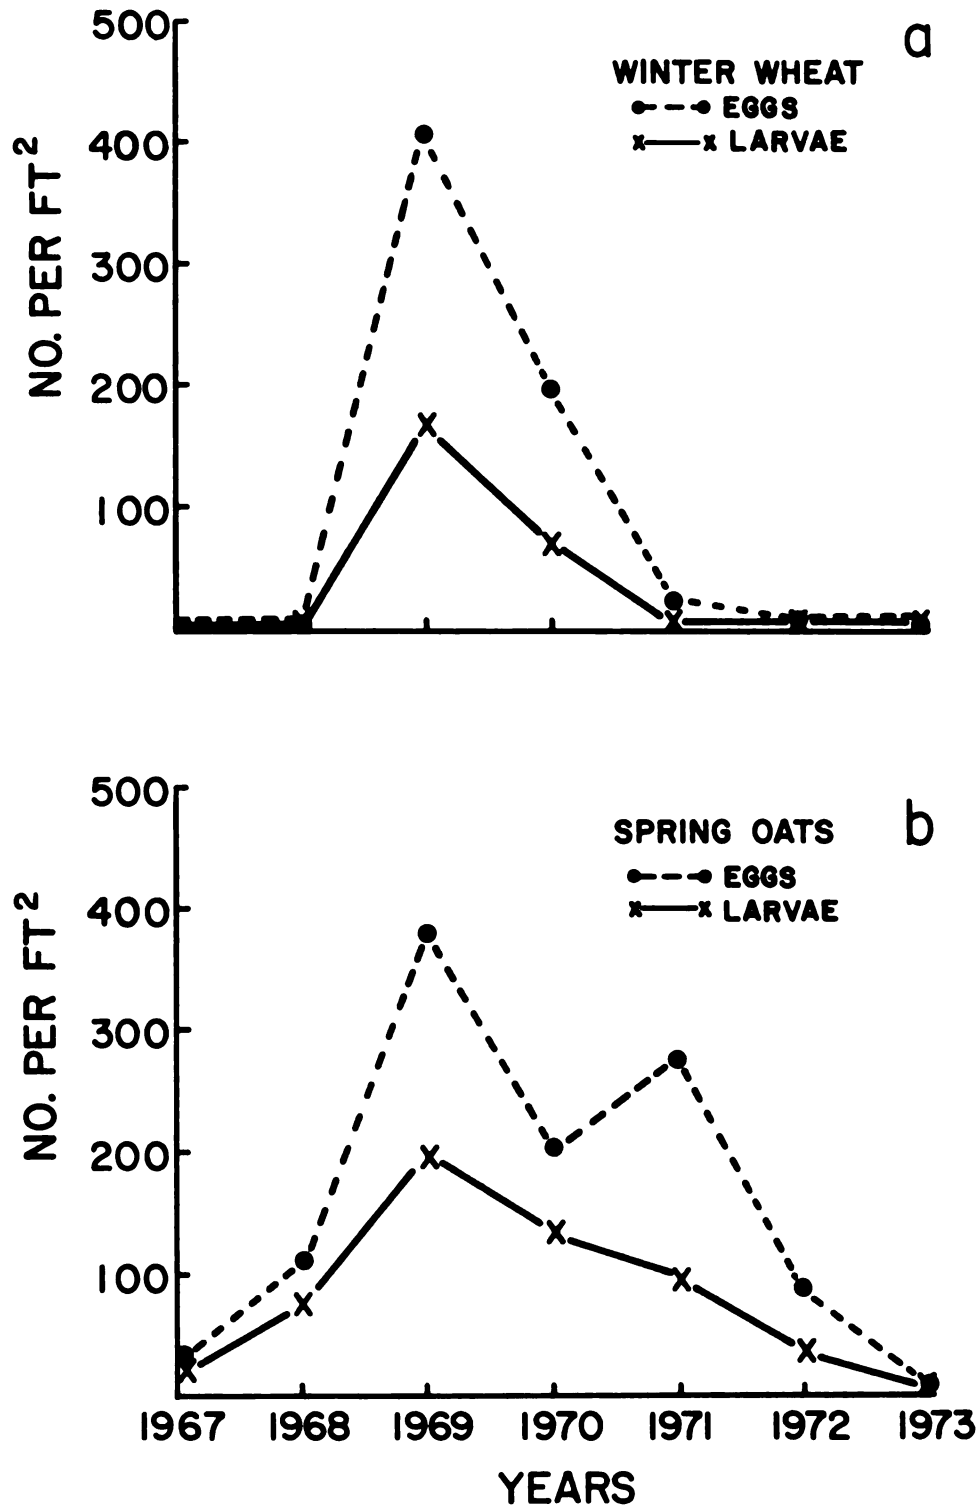 a
WINTER WHEAT
EGGS
LARVAE
NO. PER FT²
500
400
300
200
100
b
SPRING OATS
EGGS
LARVAE
NO. PER FT²
500
400
300
200
100
1967 1968 1969 1970 1971 1972 1973
YEARS